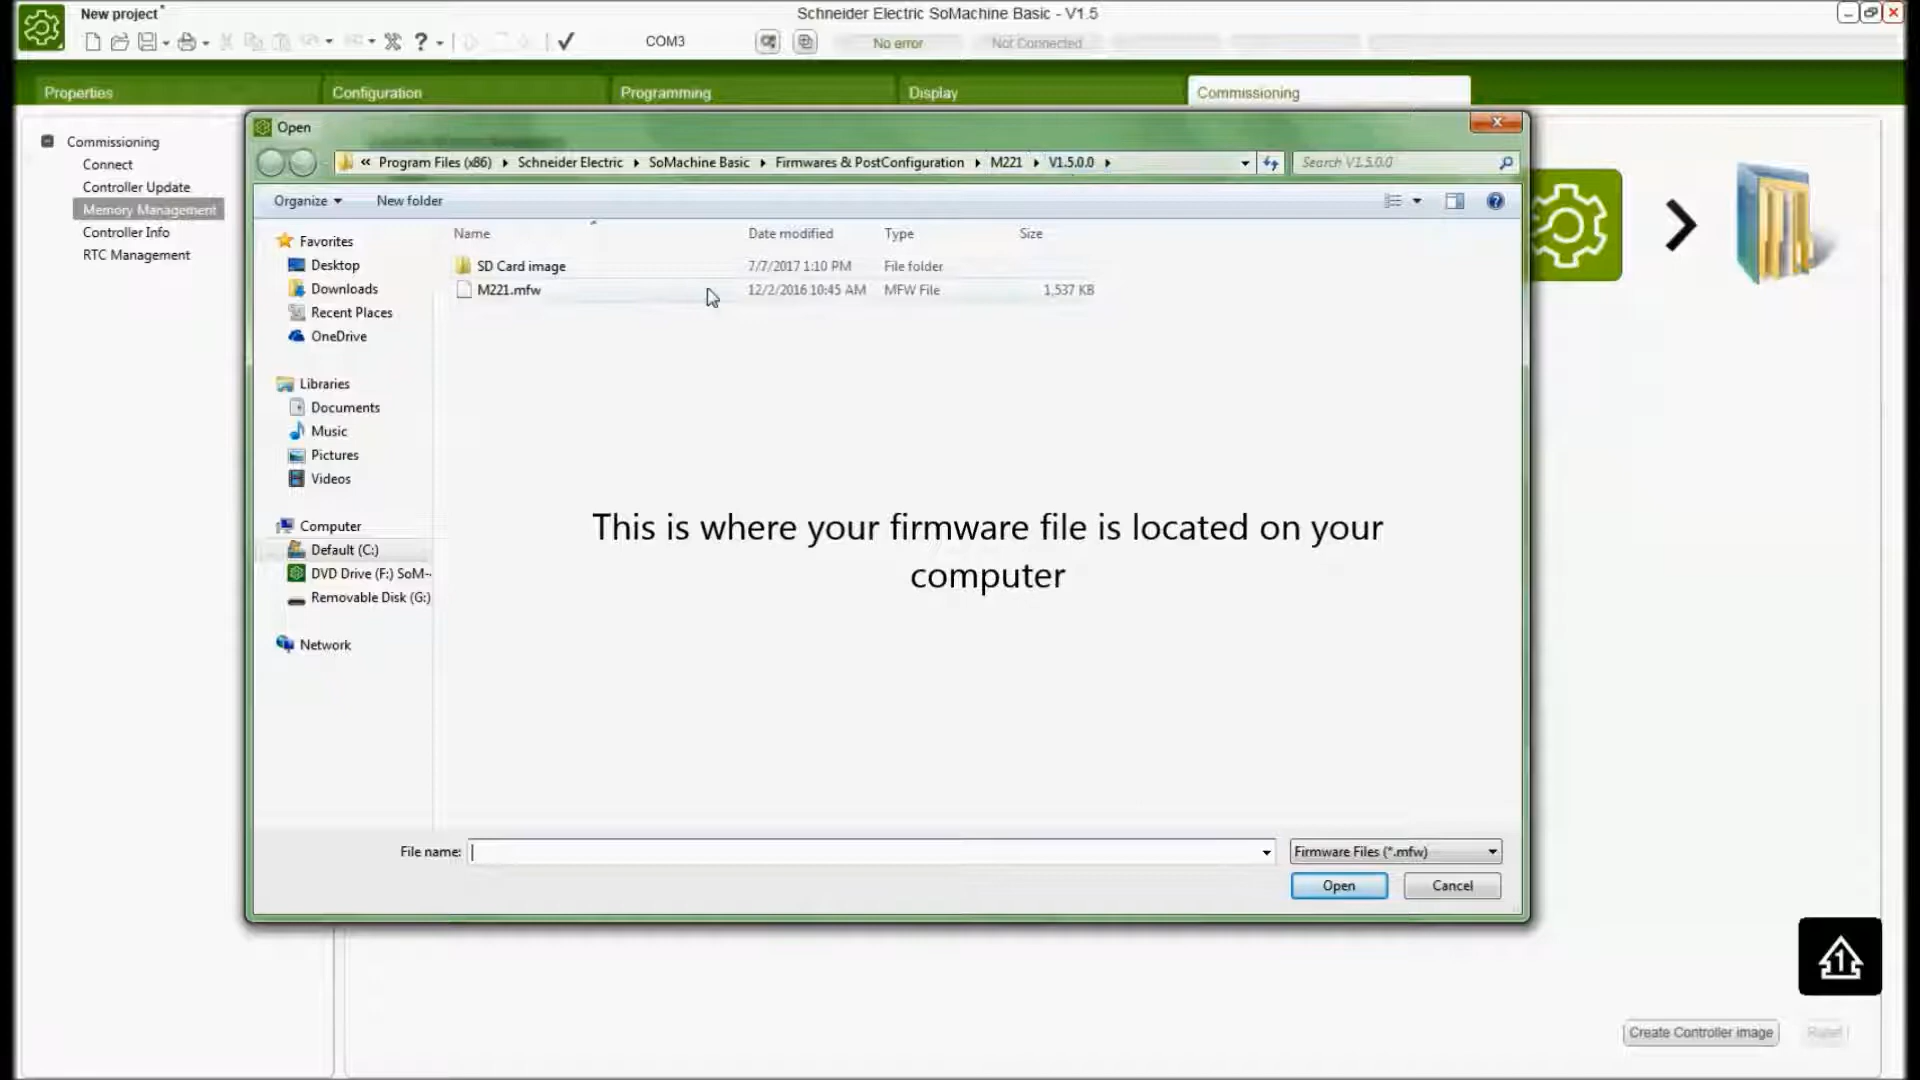 New project*
Schneider Electric SoMachine Basic - V1.5
COM3
No error
Not Connected
Properties
Configuration
Programming
Display
Commissioning
Commissioning
Connect
Controller Update
Memory Management
Controller Info
RTC Management
Open
« Program Files (x86) ▸ Schneider Electric ▸ SoMachine Basic ▸ Firmwares & PostConfiguration ▸ M221 ▸ V1.5.0.0 ▸
Search V1.5.0.0
Organize
New folder
Name Date modified Type Size
SD Card image 7/7/2017 1:10 PM File folder
M221.mfw 12/2/2016 10:45 AM MFW File 1,537 KB
Favorites
Desktop
Downloads
Recent Places
OneDrive
Libraries
Documents
Music
Pictures
Videos
Computer
Default (C:)
DVD Drive (F:) SoM~
Removable Disk (G:)
Network
This is where your firmware file is located on your
computer
File name:
Firmware Files (*.mfw)
Open
Cancel
1
Create Controller image